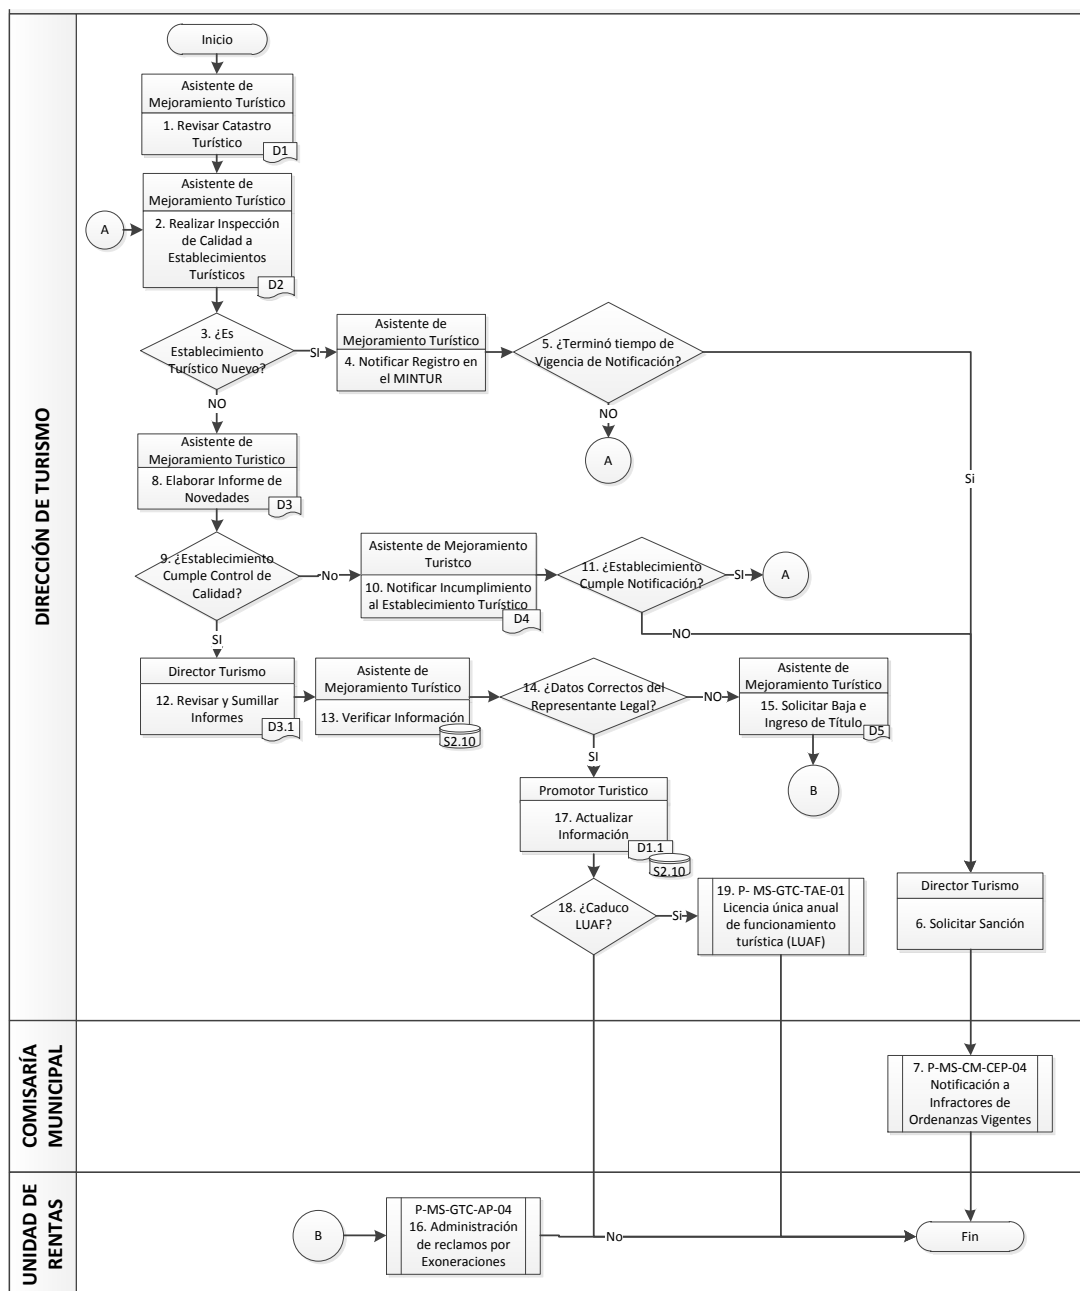 DIRECCIÓN DE TURISMO
Inicio
Asistente de
Mejoramiento Turístico
1. Revisar Catastro
Turístico
D1
Asistente de
Mejoramiento Turístico
A
2. Realizar Inspección
de Calidad a
Establecimientos
Turísticos
D2
3. ¿Es
Establecimiento
Turístico Nuevo?
SI
NO
Asistente de
Mejoramiento Turístico
4. Notificar Registro en
el MINTUR
5. ¿Terminó tiempo de
Vigencia de Notificación?
NO
A
Si
Asistente de
Mejoramiento Turistico
8. Elaborar Informe de
Novedades
D3
9. ¿Establecimiento
Cumple Control de
Calidad?
No
SI
Asistente de Mejoramiento
Turistco
10. Notificar Incumplimiento
al Establecimiento Turístico
D4
11. ¿Establecimiento
Cumple Notificación?
SI
A
NO
Director Turismo
12. Revisar y Sumillar
Informes
D3.1
Asistente de
Mejoramiento Turístico
13. Verificar Información
S2.10
14. ¿Datos Correctos del
Representante Legal?
NO
SI
Asistente de
Mejoramiento Turístico
15. Solicitar Baja e
Ingreso de Título
D5
B
Promotor Turistico
17. Actualizar
Información
D1.1
S2.10
18. ¿Caduco
LUAF?
Si
19. P- MS-GTC-TAE-01
Licencia única anual
de funcionamiento
turística (LUAF)
Director Turismo
6. Solicitar Sanción
COMISARÍA
MUNICIPAL
7. P-MS-CM-CEP-04
Notificación a
Infractores de
Ordenanzas Vigentes
UNIDAD DE
RENTAS
B
P-MS-GTC-AP-04
16. Administración
de reclamos por
Exoneraciones
No
Fin